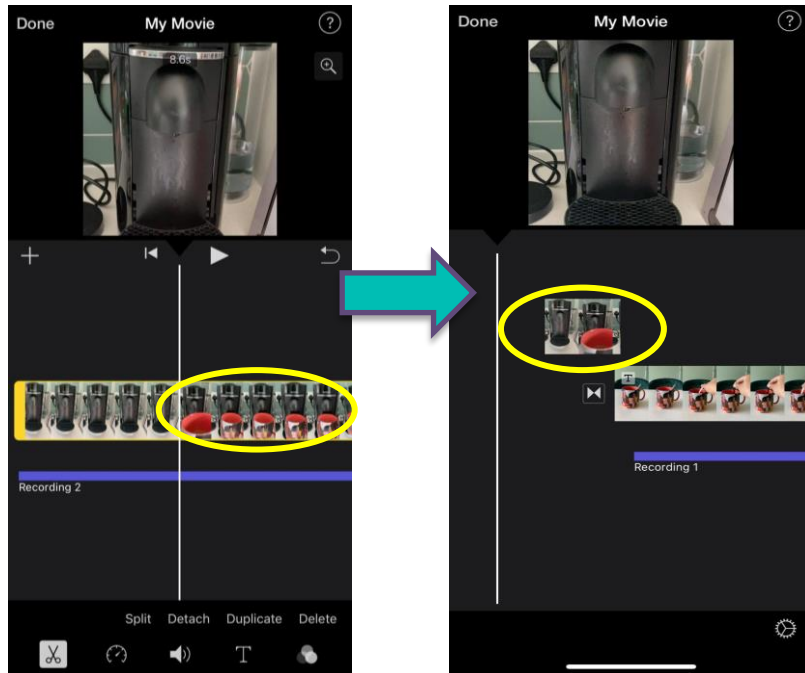 Done My Movie ?
8.6s
Recording 2
Split Detach Duplicate Delete
T
Done My Movie ?
T
Recording 1